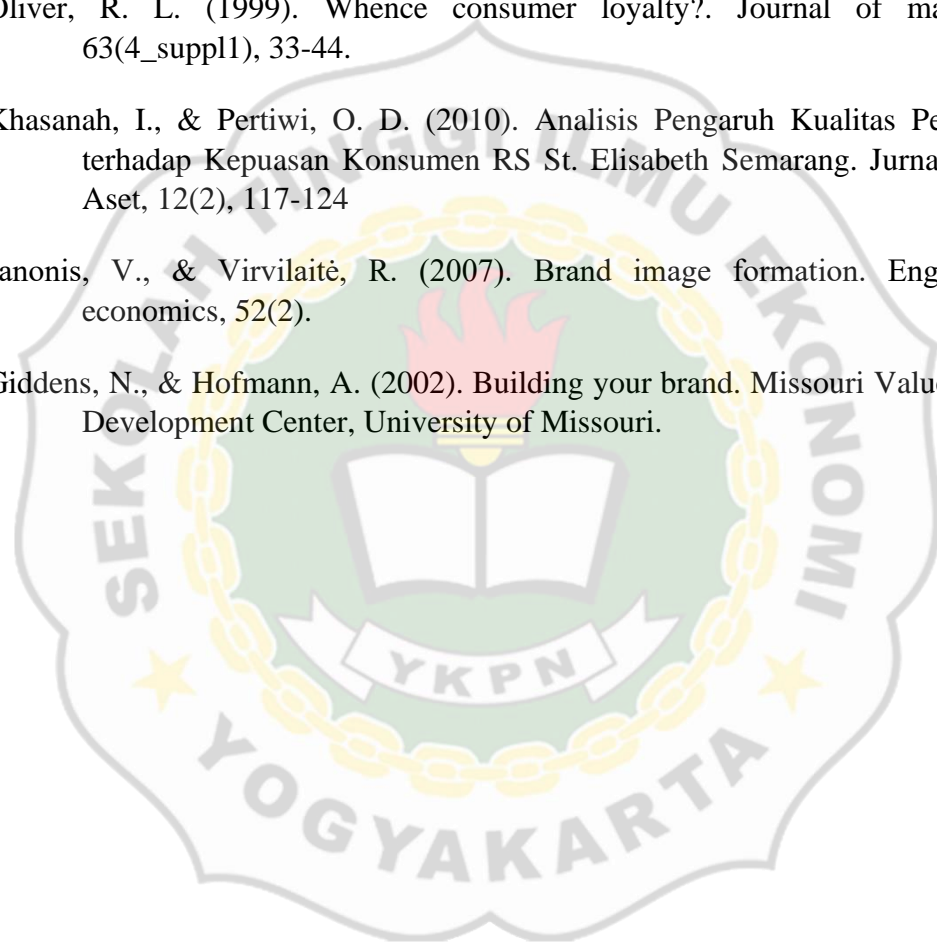 Oliver, R. L. (1999). Whence consumer loyalty?. Journal of ma
63(4_suppl1), 33-44.
Khasanah, I., & Pertiwi, O. D. (2010). Analisis Pengaruh Kualitas Pe
terhadap Kepuasan Konsumen RS St. Elisabeth Semarang. Jurna
Aset, 12(2), 117-124
anonis, V., & Virvilaitė, R. (2007). Brand image formation. Eng
economics, 52(2).
Giddens, N., & Hofmann, A. (2002). Building your brand. Missouri Value
Development Center, University of Missouri.
SEKOLAH TINGGI ILMU EKONOMI
YKPN
YOGYAKARTA